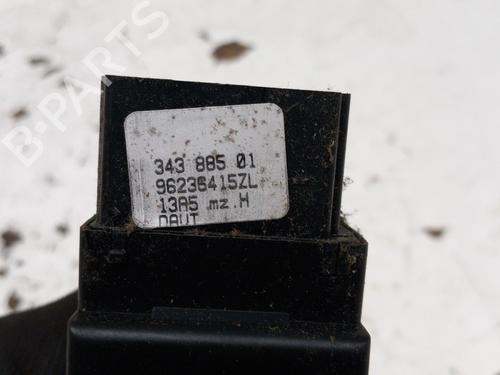 B-PARTS
343 885 01
96236415ZL
13A5 mz.H
DAUT